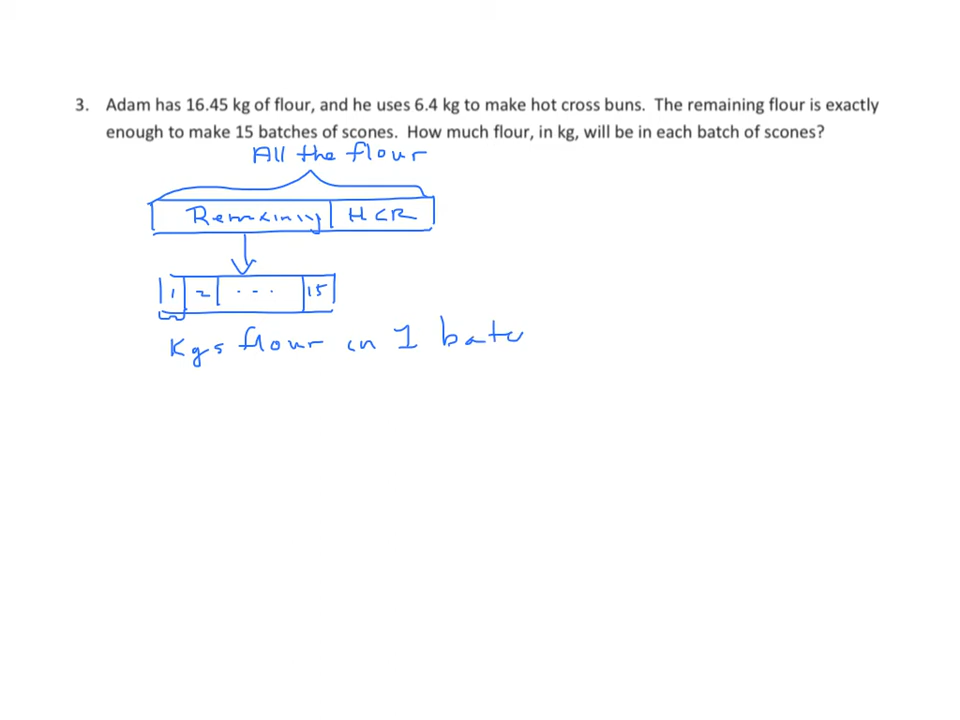 3. Adam has 16.45 kg of flour, and he uses 6.4 kg to make hot cross buns. The remaining flour is exactly
enough to make 15 batches of scones. How much flour, in kg, will be in each batch of scones?
All the flour
Remaining HCR
1 2 ... 15
Kgs flour in 1 batc